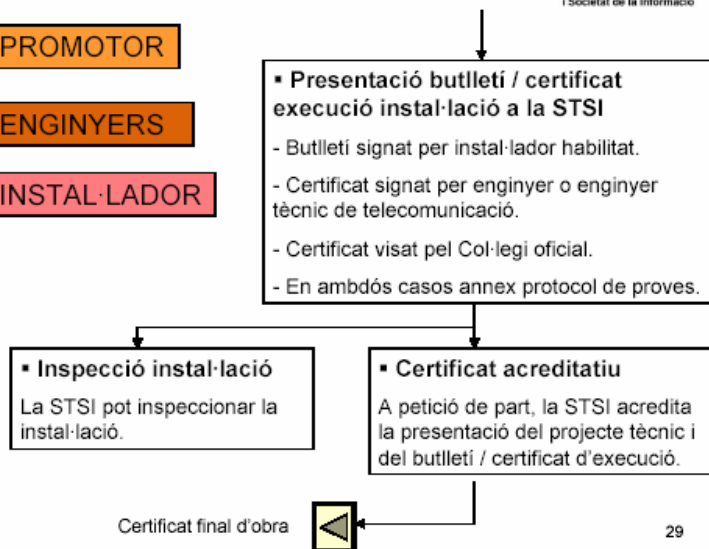 i Societat de la Informació
PROMOTOR
ENGINYERS
INSTAL·LADOR
▪ Presentació butlletí / certificat
execució instal·lació a la STSI
- Butlletí signat per instal·lador habilitat.
- Certificat signat per enginyer o enginyer
tècnic de telecomunicació.
- Certificat visat pel Col·legi oficial.
- En ambdós casos annex protocol de proves.
▪ Inspecció instal·lació
La STSI pot inspeccionar la
instal·lació.
▪ Certificat acreditatiu
A petició de part, la STSI acredita
la presentació del projecte tècnic i
del butlletí / certificat d'execució.
Certificat final d'obra
29